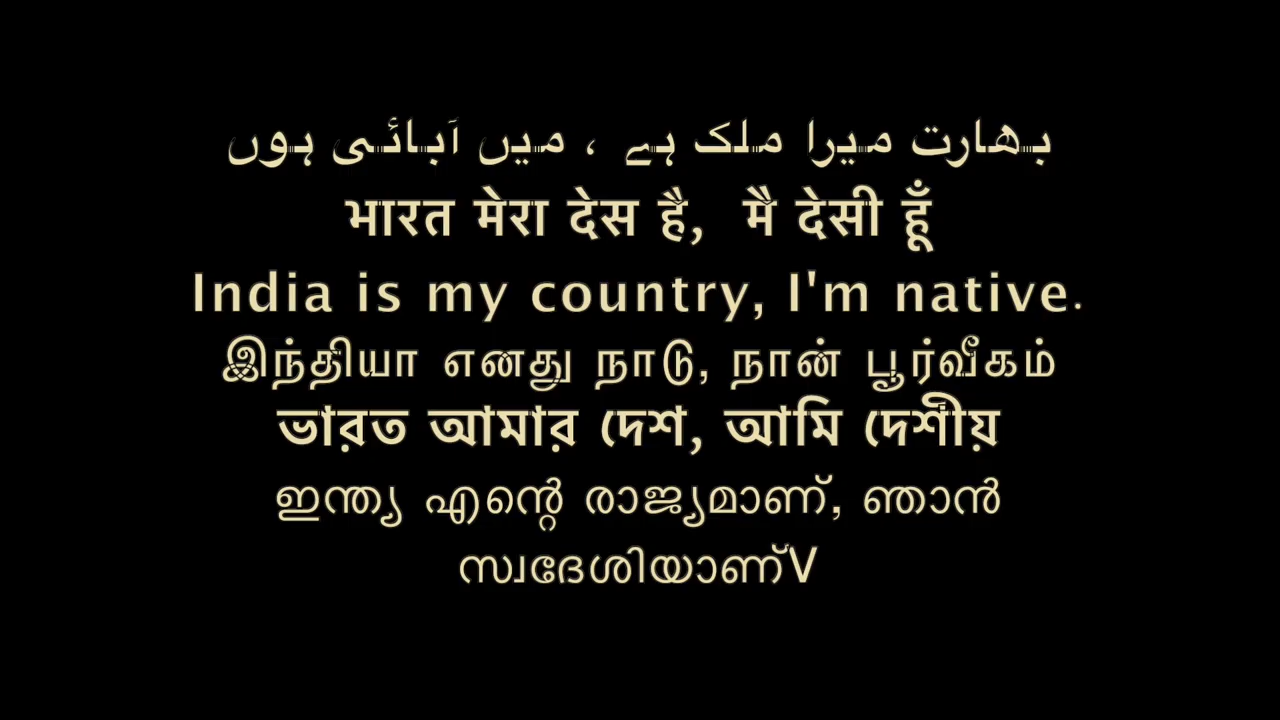 بھارت میرا ملک ہے ، میں آبائی ہوں
भारत मेरा देस है, मै देसी हूँ
India is my country, I'm native.
இந்தியா எனது நாடு, நான் பூர்வீகம்
ভারত আমার দেশ, আমি দেশীয়
ഇന്ത്യ എന്റെ രാജ്യമാണ്, ഞാൻ
സ്വദേശിയാണ്V